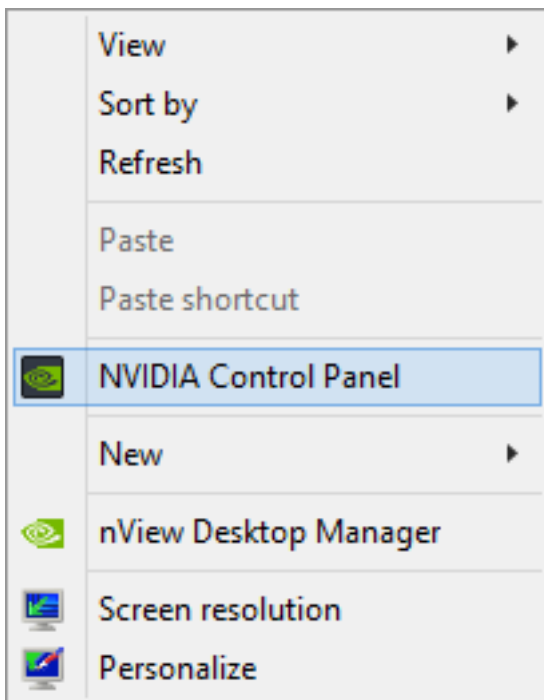 View
Sort by
Refresh
Paste
Paste shortcut
NVIDIA Control Panel
New
nView Desktop Manager
Screen resolution
Personalize